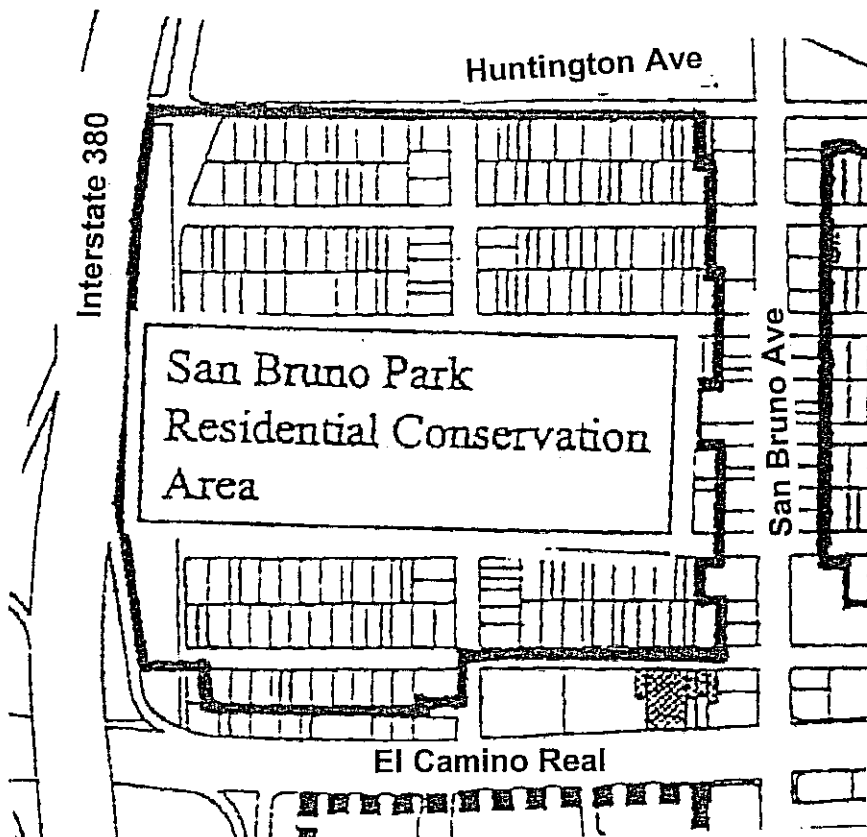 Huntington Ave
Interstate 380
San Bruno Park
Residential Conservation
Area
San Bruno Ave
El Camino Real